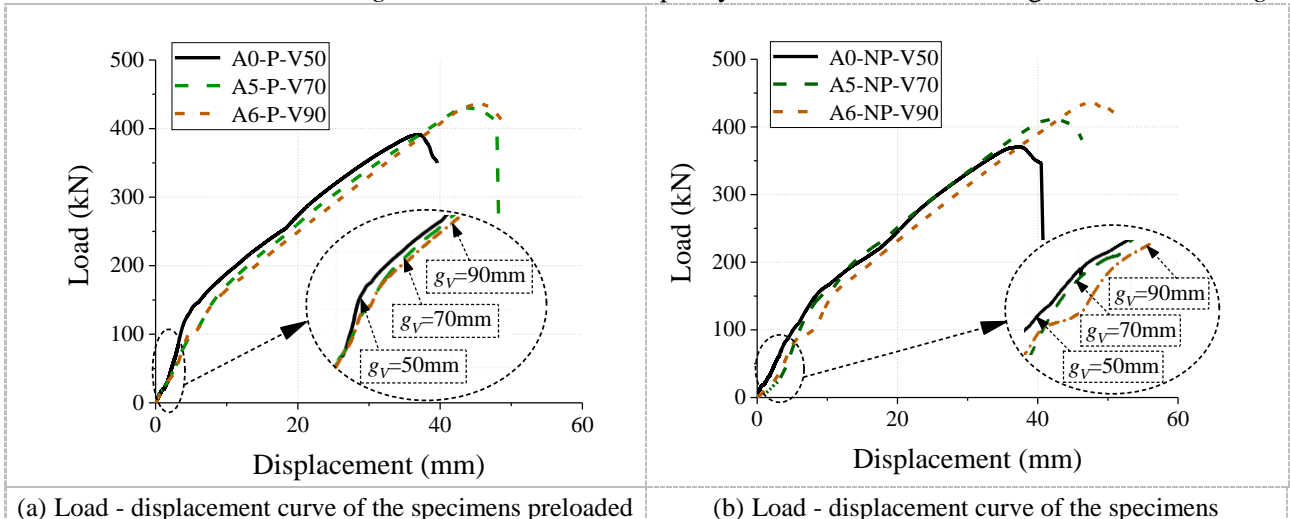 500
400
300
200
100
0
Load (kN)
A0-P-V50
A5-P-V70
A6-P-V90
gV=90mm
gV=70mm
gV=50mm
0 20 40 60
Displacement (mm)
(a) Load - displacement curve of the specimens preloaded
500
400
300
200
100
0
Load (kN)
A0-NP-V50
A5-NP-V70
A6-NP-V90
gV=90mm
gV=70mm
gV=50mm
0 20 40 60
Displacement (mm)
(b) Load - displacement curve of the specimens